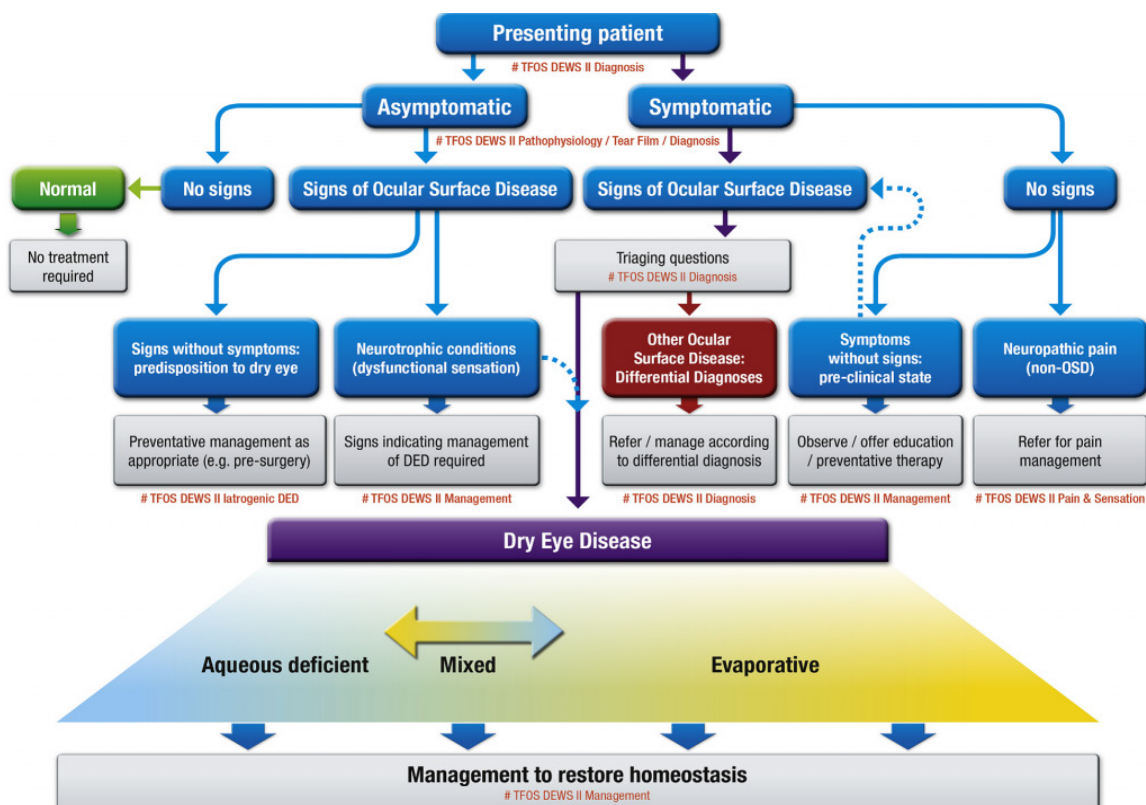 Presenting patient
# TFOS DEWS II Diagnosis
Asymptomatic
Symptomatic
# TFOS DEWS II Pathophysiology / Tear Film / Diagnosis
Normal
No signs
Signs of Ocular Surface Disease
Signs of Ocular Surface Disease
No signs
No treatment
required
Triaging questions
# TFOS DEWS II Diagnosis
Signs without symptoms:
predisposition to dry eye
Neurotrophic conditions
(dysfunctional sensation)
Other Ocular
Surface Disease:
Differential Diagnoses
Symptoms
without signs:
pre-clinical state
Neuropathic pain
(non-OSD)
Preventative management as
appropriate (e.g. pre-surgery)
# TFOS DEWS II Iatrogenic DED
Signs indicating management
of DED required
# TFOS DEWS II Management
Refer / manage according
to differential diagnosis
# TFOS DEWS II Diagnosis
Observe / offer education
/ preventative therapy
# TFOS DEWS II Management
Refer for pain
management
# TFOS DEWS II Pain & Sensation
Dry Eye Disease
Aqueous deficient
Mixed
Evaporative
Management to restore homeostasis
# TFOS DEWS II Management